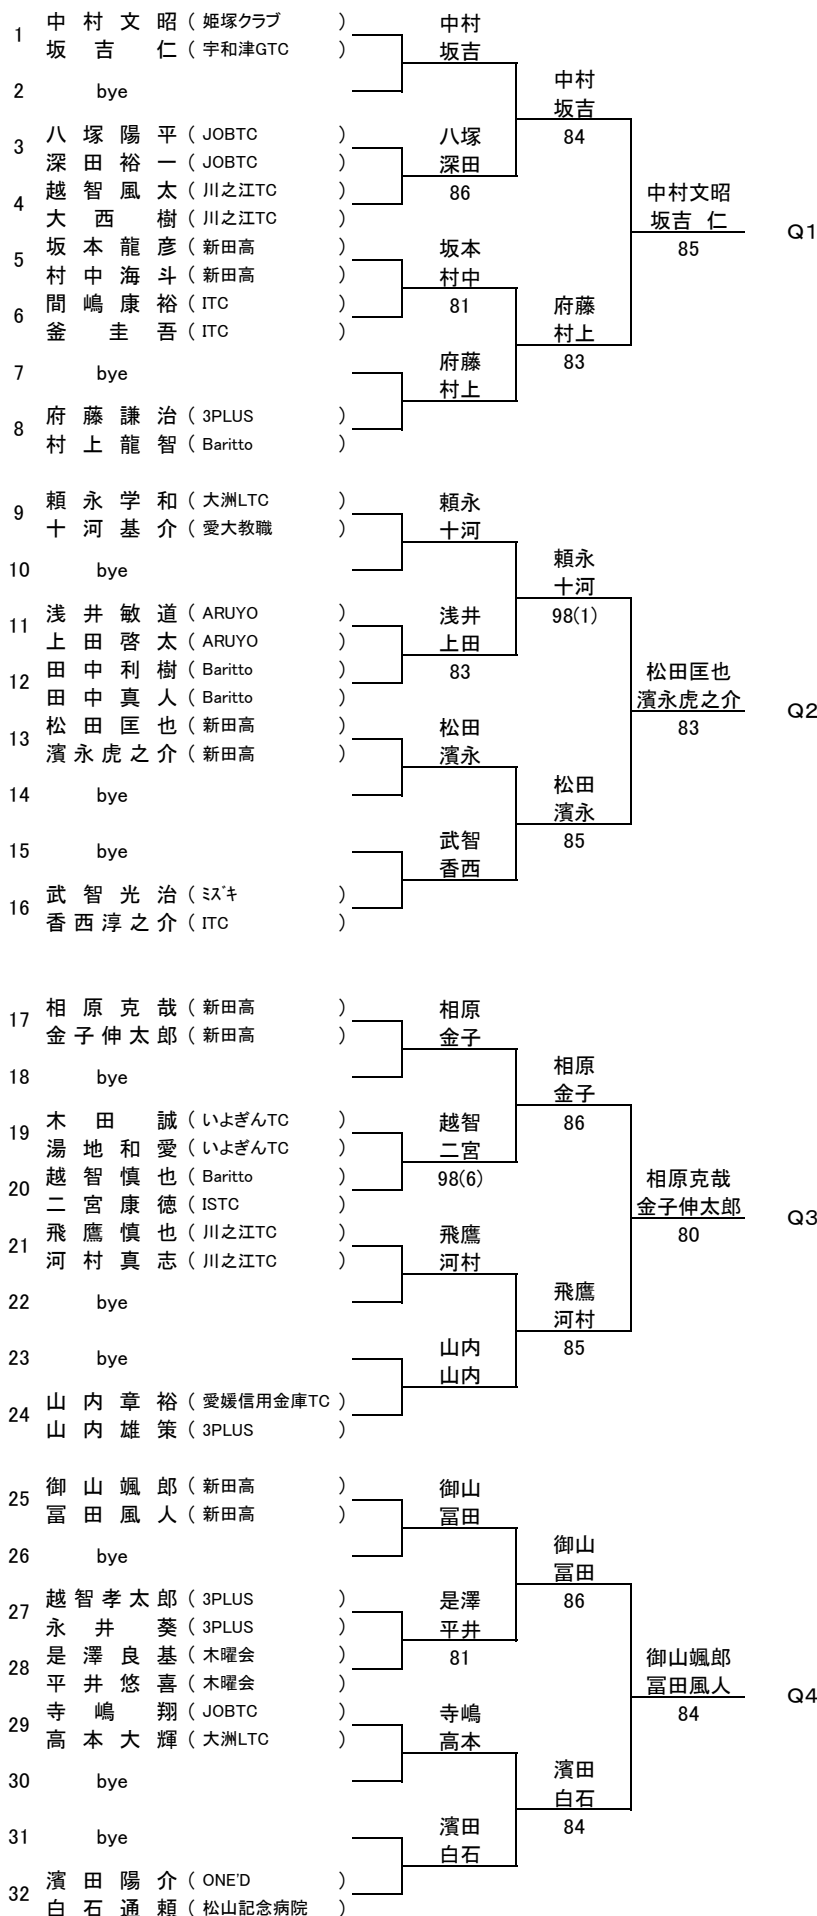 1 中村文昭 ( 姫塚クラブ )
坂吉 仁 ( 宇和津GTC )
2 bye
3 八塚陽平 ( JOBTC )
深田裕一 ( JOBTC )
4 越智風太 ( 川之江TC )
大西 樹 ( 川之江TC )
5 坂本龍彦 ( 新田高 )
村中海斗 ( 新田高 )
6 間嶋康裕 ( ITC )
釜 圭吾 ( ITC )
7 bye
8 府藤謙治 ( 3PLUS )
村上龍智 ( Baritto )
中村
坂吉
八塚
深田
86
坂本
村中
81
府藤
村上
中村
坂吉
84
府藤
村上
83
中村文昭
坂吉 仁
85
Q1
9 頼永学和 ( 大洲LTC )
十河基介 ( 愛大教職 )
10 bye
11 浅井敏道 ( ARUYO )
上田啓太 ( ARUYO )
12 田中利樹 ( Baritto )
田中真人 ( Baritto )
13 松田匡也 ( 新田高 )
濱永虎之介 ( 新田高 )
14 bye
15 bye
16 武智光治 ( ﾐｽﾞｷ )
香西淳之介 ( ITC )
頼永
十河
浅井
上田
83
松田
濱永
武智
香西
頼永
十河
98(1)
松田
濱永
85
松田匡也
濱永虎之介
83
Q2
17 相原克哉 ( 新田高 )
金子伸太郎 ( 新田高 )
18 bye
19 木田 誠 ( いよぎんTC )
湯地和愛 ( いよぎんTC )
20 越智慎也 ( Baritto )
二宮康徳 ( ISTC )
21 飛鷹慎也 ( 川之江TC )
河村真志 ( 川之江TC )
22 bye
23 bye
24 山内章裕 ( 愛媛信用金庫TC )
山内雄策 ( 3PLUS )
相原
金子
越智
二宮
98(6)
飛鷹
河村
山内
山内
相原
金子
86
飛鷹
河村
85
相原克哉
金子伸太郎
80
Q3
25 御山颯郎 ( 新田高 )
冨田風人 ( 新田高 )
26 bye
27 越智孝太郎 ( 3PLUS )
永井 葵 ( 3PLUS )
28 是澤良基 ( 木曜会 )
平井悠喜 ( 木曜会 )
29 寺嶋 翔 ( JOBTC )
高本大輝 ( 大洲LTC )
30 bye
31 bye
32 濱田陽介 ( ONE'D )
白石通頼 ( 松山記念病院 )
御山
冨田
是澤
平井
81
寺嶋
高本
濱田
白石
御山
冨田
86
濱田
白石
84
御山颯郎
冨田風人
84
Q4